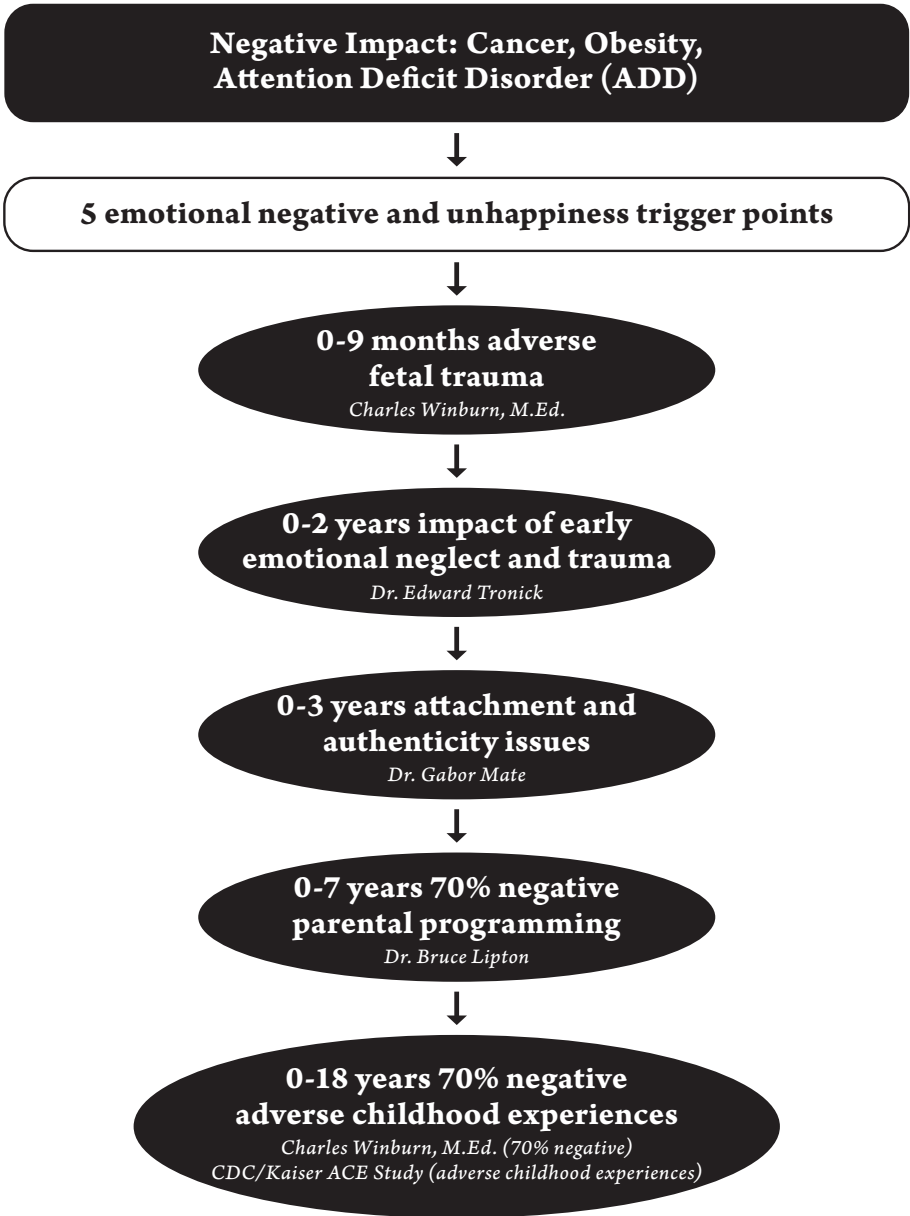 Negative Impact: Cancer, Obesity,
Attention Deficit Disorder (ADD)
5 emotional negative and unhappiness trigger points
0-9 months adverse
fetal trauma
Charles Winburn, M.Ed.
0-2 years impact of early
emotional neglect and trauma
Dr. Edward Tronick
0-3 years attachment and
authenticity issues
Dr. Gabor Mate
0-7 years 70% negative
parental programming
Dr. Bruce Lipton
0-18 years 70% negative
adverse childhood experiences
Charles Winburn, M.Ed. (70% negative)
CDC/Kaiser ACE Study (adverse childhood experiences)